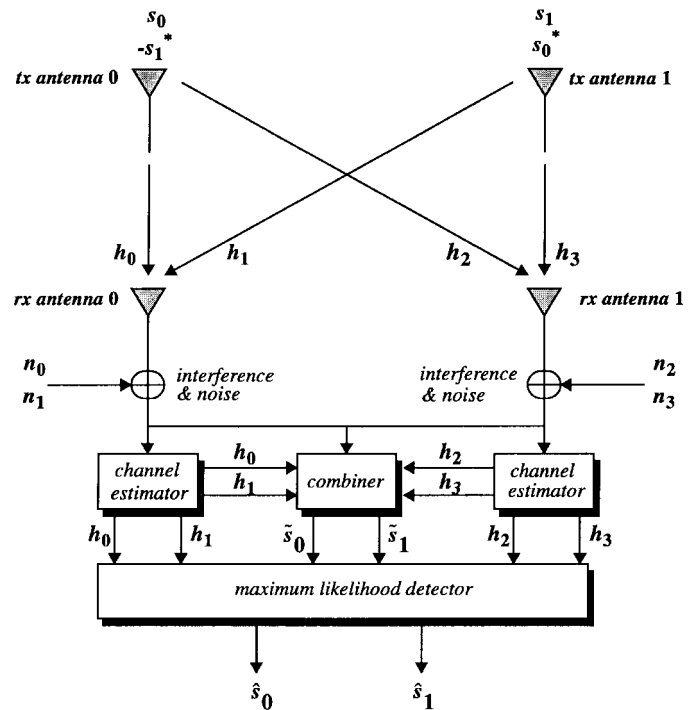 s₀ s₁
-s₁* s₀*
tx antenna 0 tx antenna 1
h₀ h₁ h₂ h₃
rx antenna 0 rx antenna 1
n₀ interference interference n₂
n₁ & noise & noise n₃
channel estimator h₀ combiner h₂ channel estimator
h₁ h₃
h₀ h₁ s̃₀ s̃₁ h₂ h₃
maximum likelihood detector
ŝ₀ ŝ₁